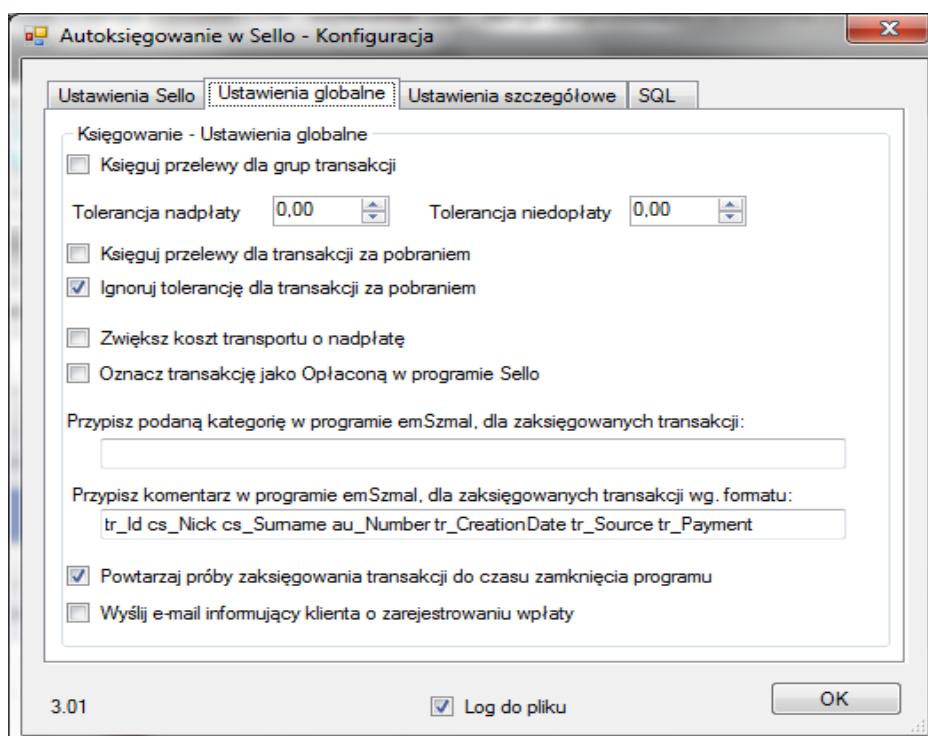 Autoksięgowanie w Sello - Konfiguracja
Ustawienia Sello Ustawienia globalne Ustawienia szczegółowe SQL
Księgowanie - Ustawienia globalne
Księguj przelewy dla grup transakcji
Tolerancja nadpłaty 0,00 Tolerancja niedopłaty 0,00
Księguj przelewy dla transakcji za pobraniem
Ignoruj tolerancję dla transakcji za pobraniem
Zwiększ koszt transportu o nadpłatę
Oznacz transakcję jako Opłaconą w programie Sello
Przypisz podaną kategorię w programie emSzmal, dla zaksięgowanych transakcji:
Przypisz komentarz w programie emSzmal, dla zaksięgowanych transakcji wg. formatu:
tr_Id cs_Nick cs_Surname au_Number tr_CreationDate tr_Source tr_Payment
Powtarzaj próby zaksięgowania transakcji do czasu zamknięcia programu
Wyślij e-mail informujący klienta o zarejestrowaniu wpłaty
3.01 Log do pliku OK